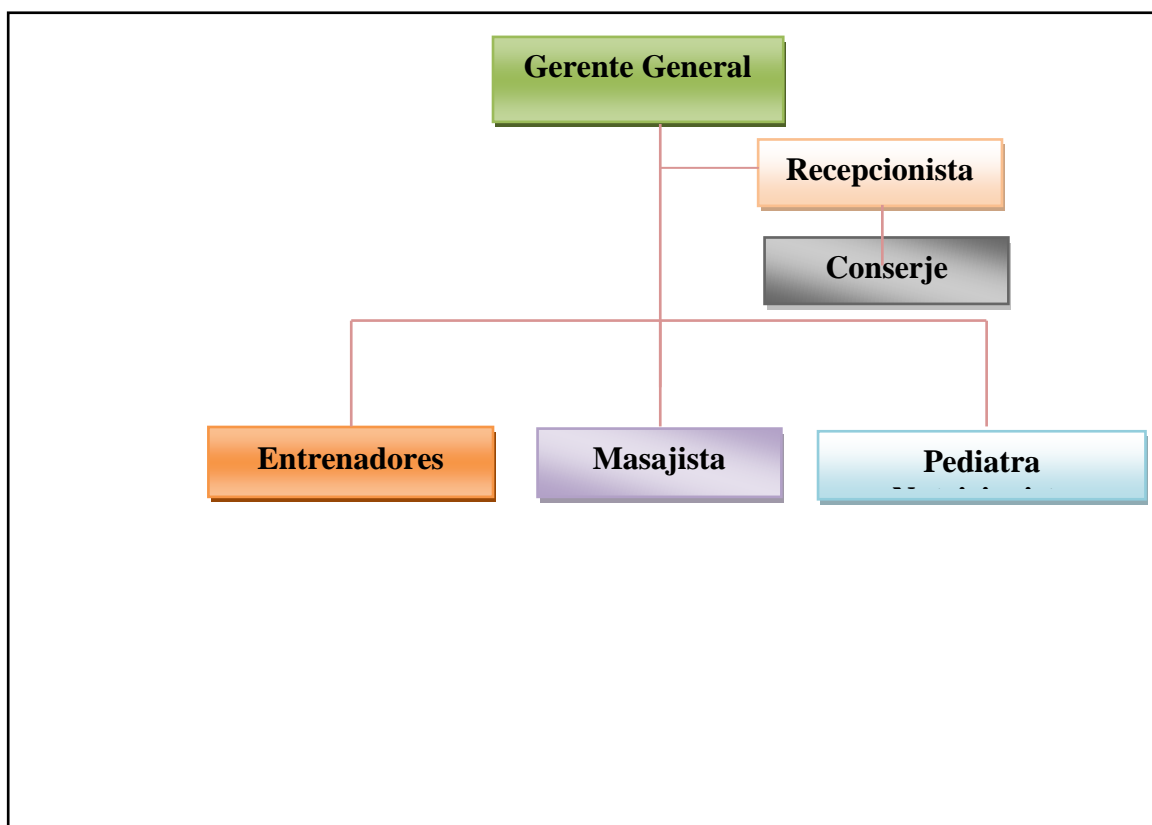 Gerente General
Recepcionista
Conserje
Entrenadores
Masajista
Pediatra